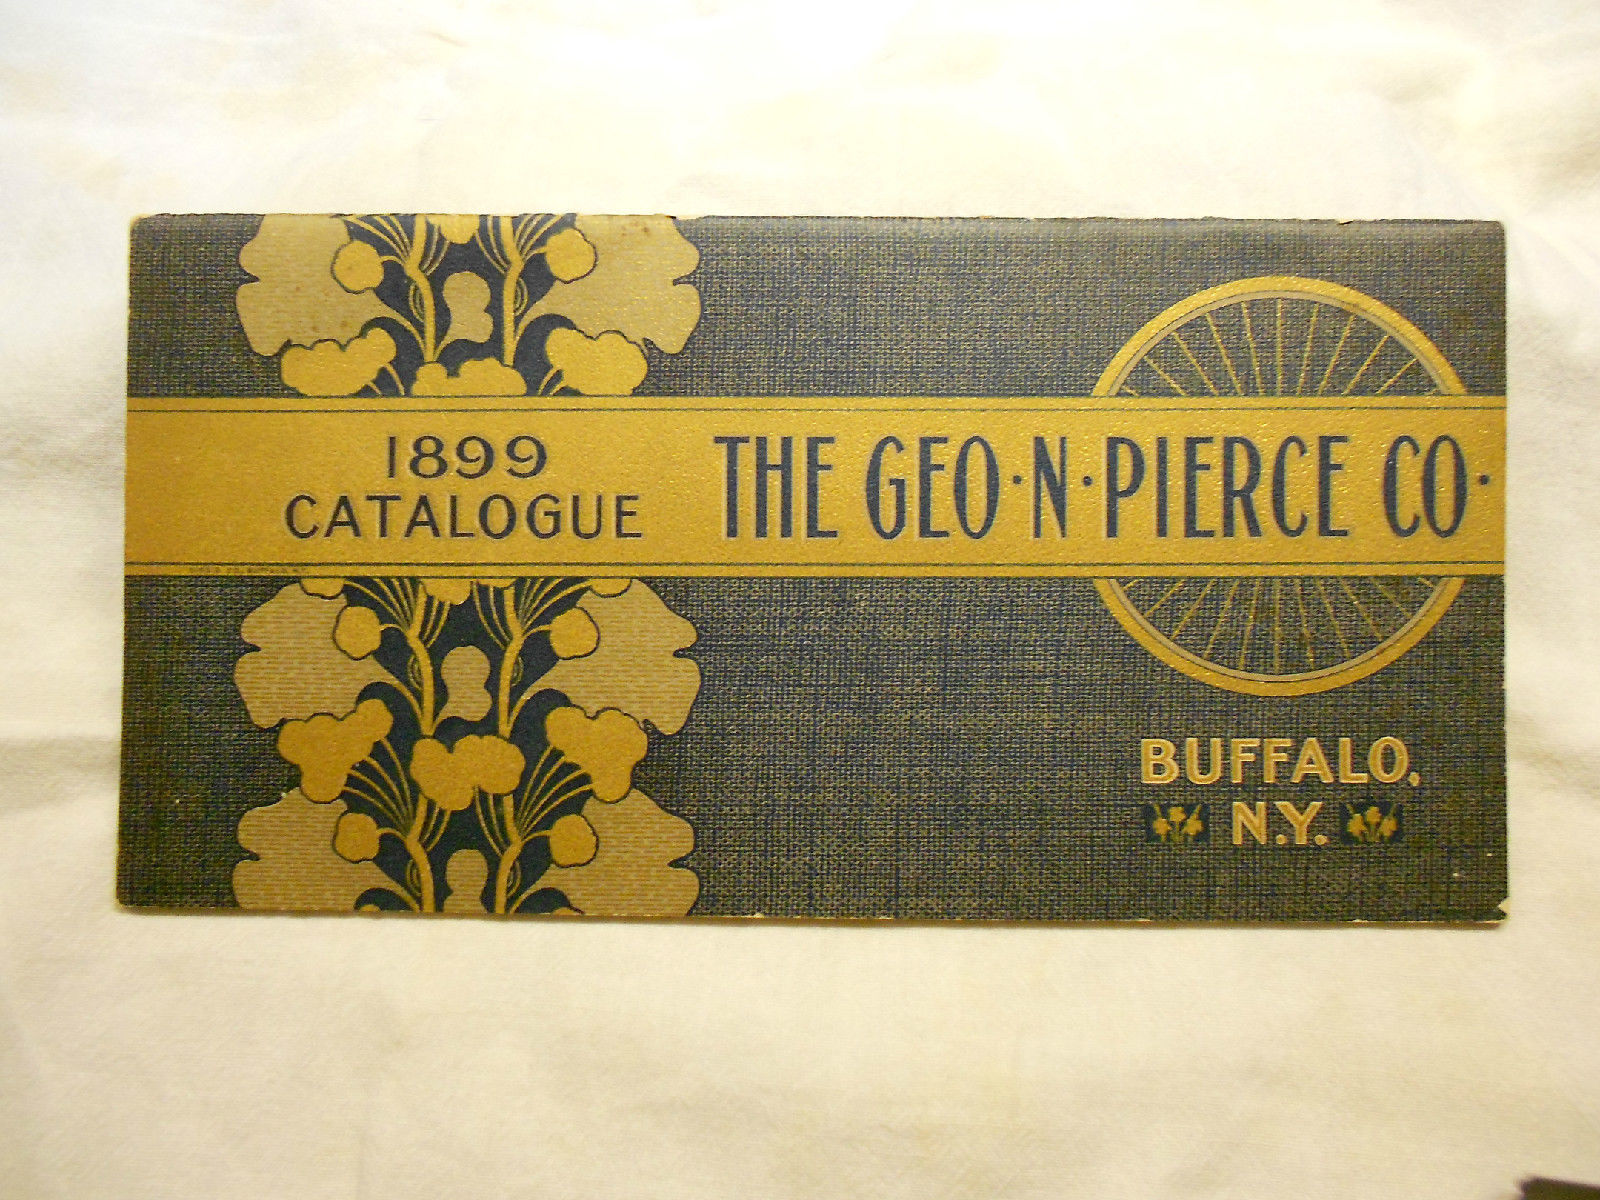 1899
CATALOGUE
THE GEO·N·PIERCE CO·
BUFFALO,
N.Y.